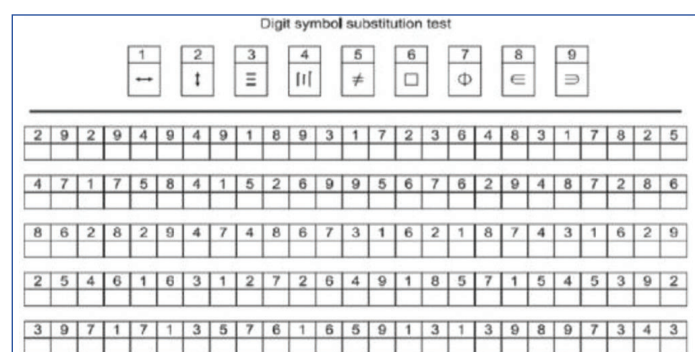 Digit symbol substitution test
1 2 3 4 5 6 7 8 9
↔ ↕ Ξ [II[ ≠ □ Φ ∈ ∋
2 9 2 9 4 9 4 9 1 8 9 3 1 7 2 3 6 4 8 3 1 7 8 2 5
4 7 1 7 5 8 4 1 5 2 6 9 9 5 6 7 6 2 9 4 8 7 2 8 6
8 6 2 8 2 9 4 7 4 8 6 7 3 1 6 2 1 8 7 4 3 1 6 2 9
2 5 4 6 1 6 3 1 2 7 2 6 4 9 1 8 5 7 1 5 4 5 3 9 2
3 9 7 1 7 1 3 5 7 6 1 6 5 9 1 3 1 3 9 8 9 7 3 4 3